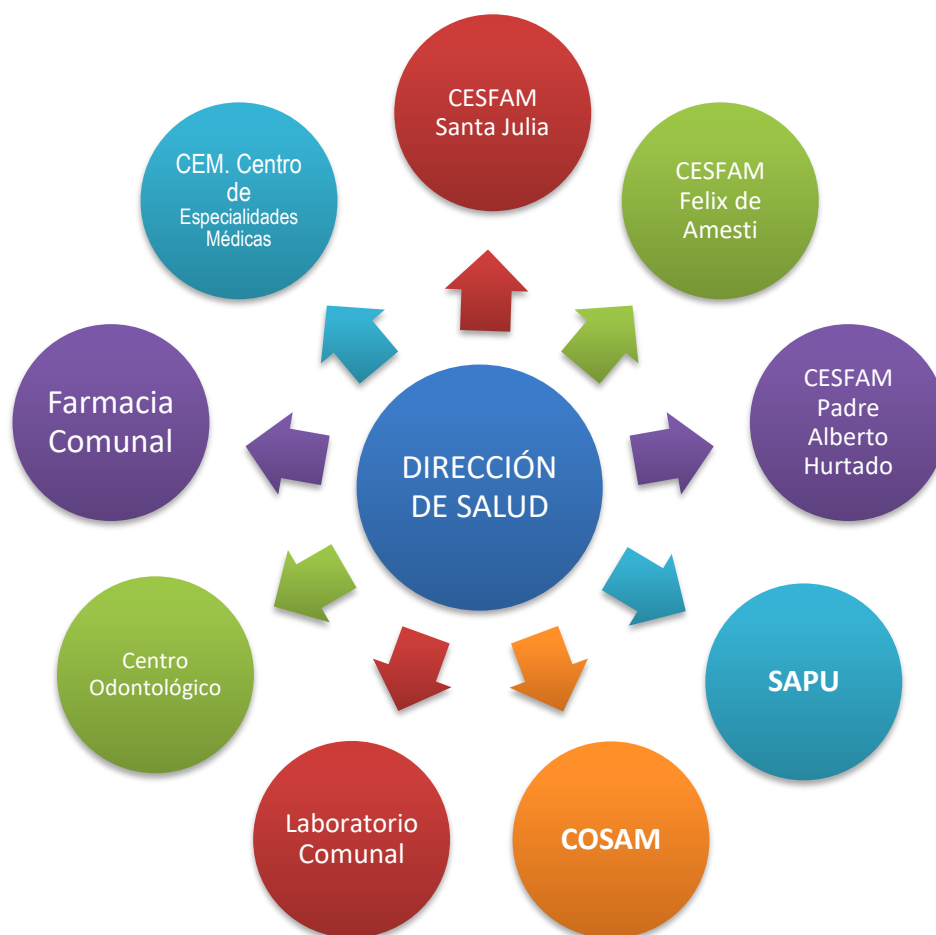 CESFAM
Santa Julia
CESFAM
Felix de
Amesti
CESFAM
Padre
Alberto
Hurtado
SAPU
COSAM
Laboratorio
Comunal
Centro
Odontológico
Farmacia
Comunal
CEM. Centro
de
Especialidades
Médicas
DIRECCIÓN
DE SALUD